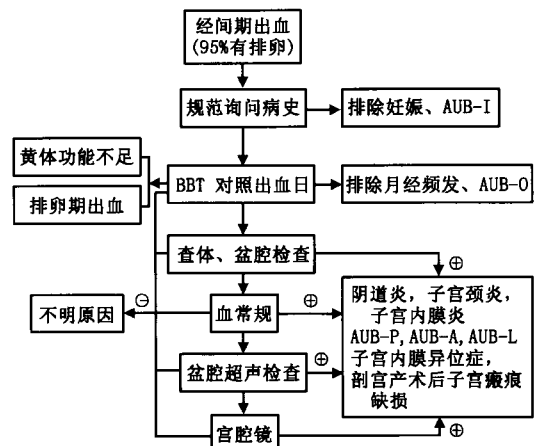 经间期出血
(95%有排卵)
规范询问病史
排除妊娠、AUB-I
黄体功能不足
排卵期出血
BBT 对照出血日
排除月经频发、AUB-O
查体、盆腔检查
⊕
不明原因
⊖
血常规
⊕
阴道炎，子宫颈炎，
子宫内膜炎
AUB-P,AUB-A,AUB-L
子宫内膜异位症，
剖宫产术后子宫瘢痕
缺损
盆腔超声检查
⊕
宫腔镜
⊕